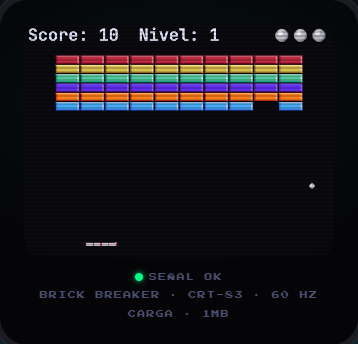 Score: 10 Nivel: 1
SEÑAL OK
BRICK BREAKER · CRT-S3 · 60 HZ
CARGA · 1MB